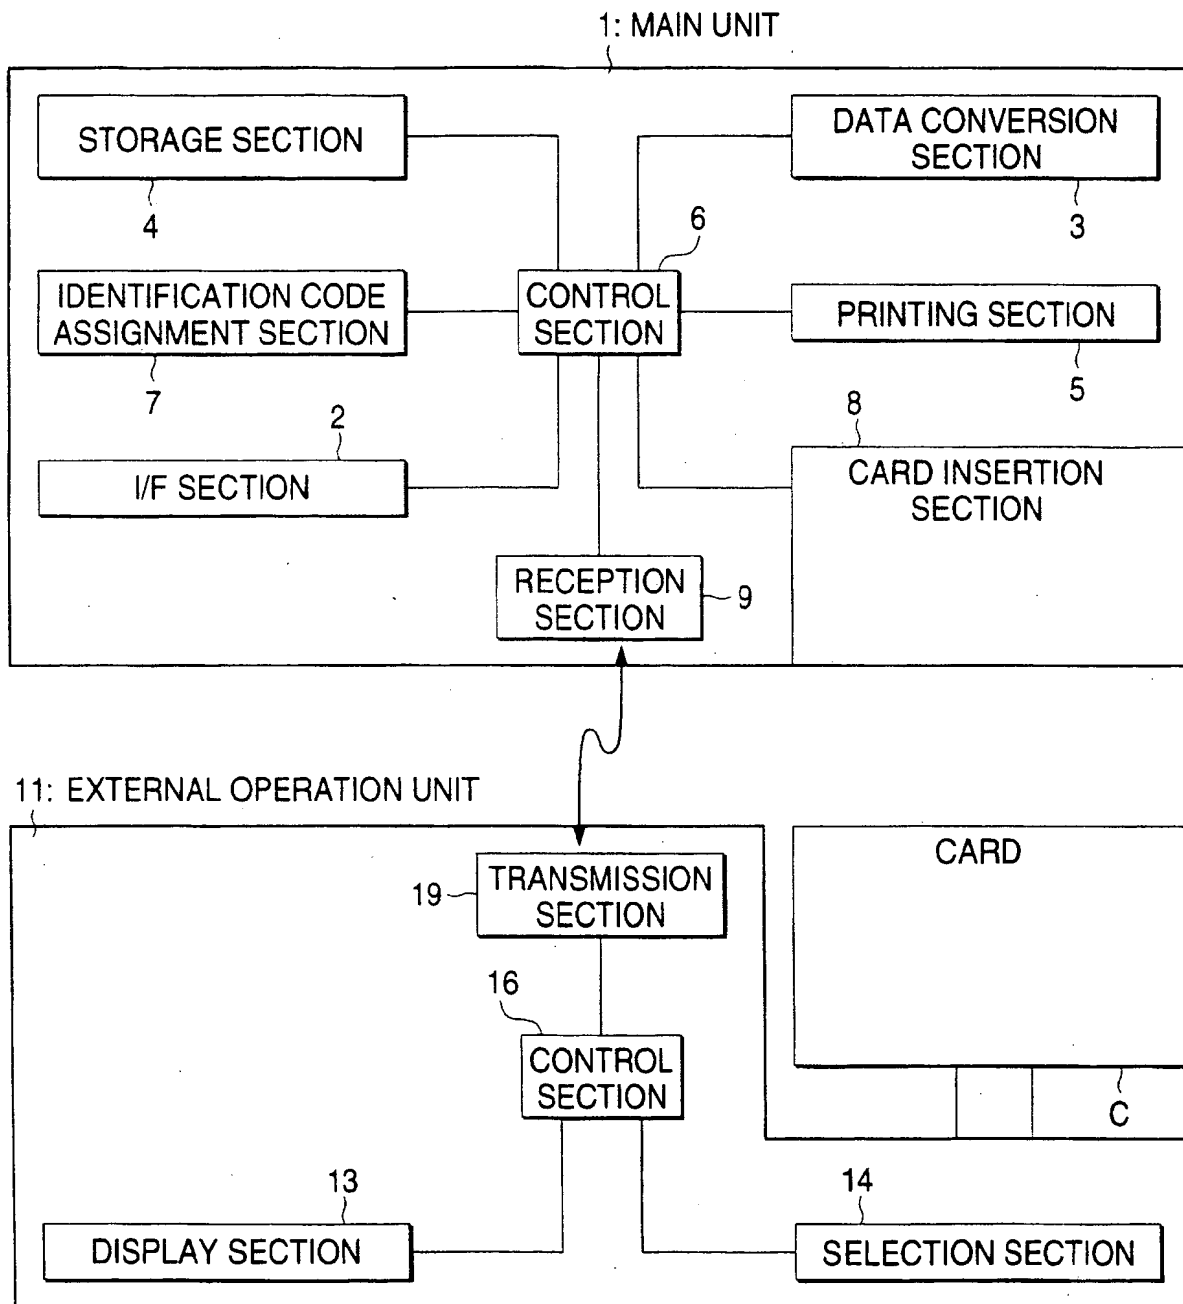 1: MAIN UNIT
STORAGE SECTION
4
DATA CONVERSION
SECTION
3
6
IDENTIFICATION CODE
ASSIGNMENT SECTION
7
CONTROL
SECTION
PRINTING SECTION
5
2
I/F SECTION
8
CARD INSERTION
SECTION
RECEPTION
SECTION
9
11: EXTERNAL OPERATION UNIT
19
TRANSMISSION
SECTION
CARD
16
CONTROL
SECTION
C
13
DISPLAY SECTION
14
SELECTION SECTION